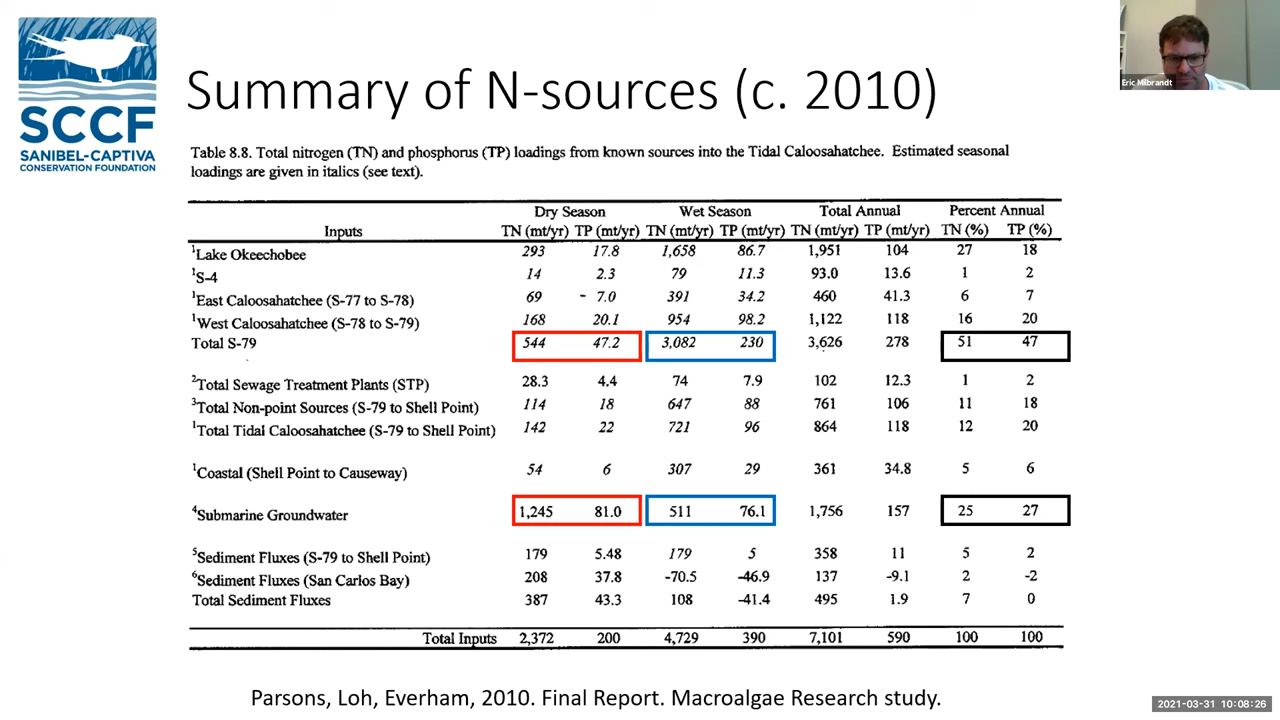 SCCF
SANIBEL-CAPTIVA
CONSERVATION FOUNDATION
Summary of N-sources (c. 2010)
Eric Milbrandt
Table 8.8. Total nitrogen (TN) and phosphorus (TP) loadings from known sources into the Tidal Caloosahatchee. Estimated seasonal
loadings are given in italics (see text).
Dry Season Wet Season Total Annual Percent Annual
Inputs TN (mt/yr) TP (mt/yr) TN (mt/yr) TP (mt/yr) TN (mt/yr) TP (mt/yr) TN (%) TP (%)
1Lake Okeechobee 293 17.8 1,658 86.7 1,951 104 27 18
1S-4 14 2.3 79 11.3 93.0 13.6 1 2
1East Caloosahatchee (S-77 to S-78) 69 - 7.0 391 34.2 460 41.3 6 7
1West Caloosahatchee (S-78 to S-79) 168 20.1 954 98.2 1,122 118 16 20
Total S-79 544 47.2 3,082 230 3,626 278 51 47
2Total Sewage Treatment Plants (STP) 28.3 4.4 74 7.9 102 12.3 1 2
3Total Non-point Sources (S-79 to Shell Point) 114 18 647 88 761 106 11 18
1Total Tidal Caloosahatchee (S-79 to Shell Point) 142 22 721 96 864 118 12 20
1Coastal (Shell Point to Causeway) 54 6 307 29 361 34.8 5 6
4Submarine Groundwater 1,245 81.0 511 76.1 1,756 157 25 27
5Sediment Fluxes (S-79 to Shell Point) 179 5.48 179 5 358 11 5 2
6Sediment Fluxes (San Carlos Bay) 208 37.8 -70.5 -46.9 137 -9.1 2 -2
Total Sediment Fluxes 387 43.3 108 -41.4 495 1.9 7 0
Total Inputs 2,372 200 4,729 390 7,101 590 100 100
Parsons, Loh, Everham, 2010. Final Report. Macroalgae Research study.
2021-03-31 10:08:26